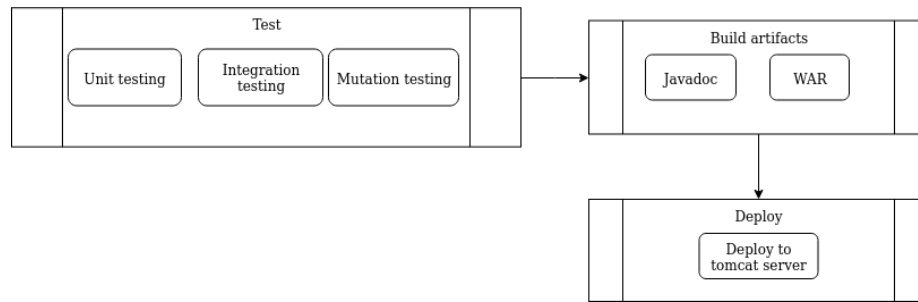 Test
Unit testing
Integration
testing
Mutation testing
Build artifacts
Javadoc
WAR
Deploy
Deploy to
tomcat server